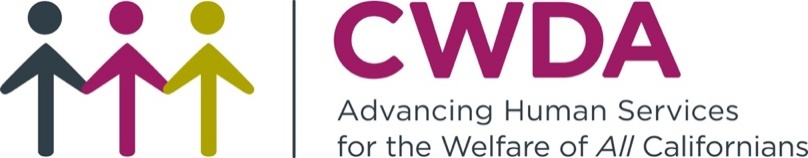 CWDA
Advancing Human Services
for the Welfare of All Californians